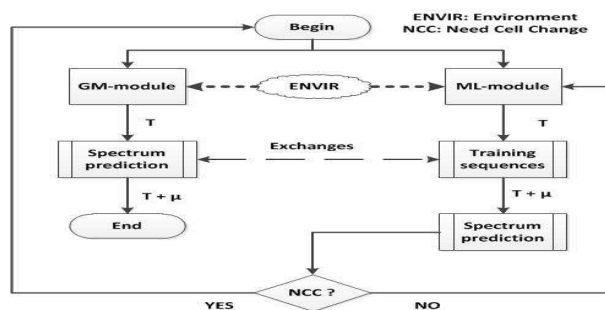 Begin
ENVIR: Environment
NCC: Need Cell Change
GM-module
ENVIR
ML-module
T
T
Spectrum
prediction
Exchanges
Training
sequences
T + μ
T + μ
End
Spectrum
prediction
NCC ?
YES
NO